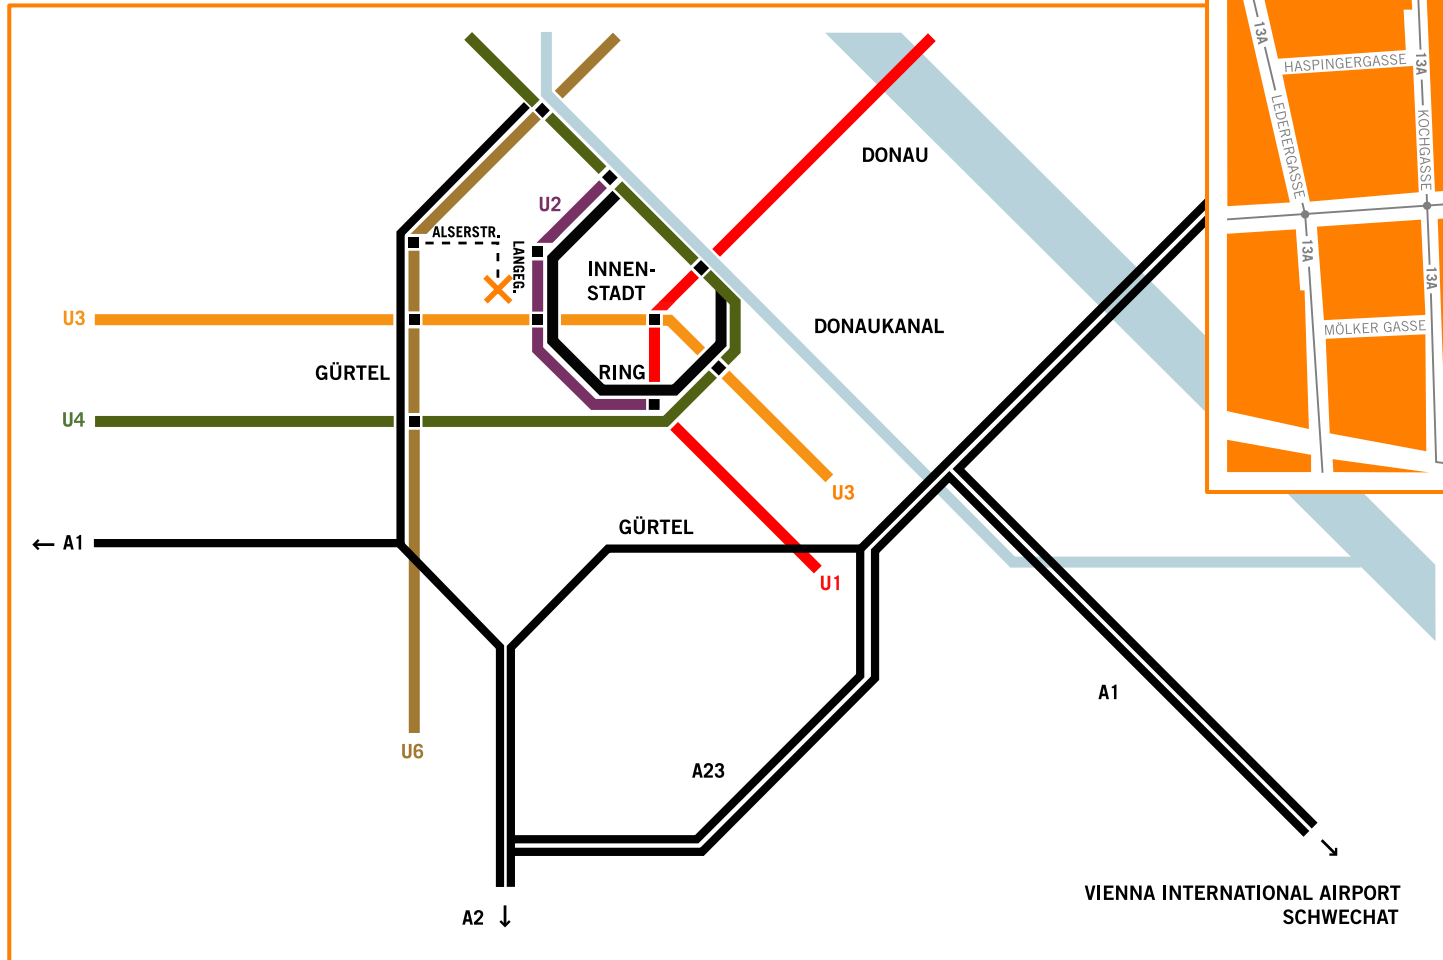 13A
HASPINGERGASSE
13A
LEDERERGASSE
KOCHGASSE
DONAU
U2
ALSERSTR.
LANGEG.
13A
13A
INNEN-
STADT
U3
DONAUKANAL
MÖLKER GASSE
GÜRTEL
RING
U4
U3
GÜRTEL
← A1
U1
A1
U6
A23
VIENNA INTERNATIONAL AIRPORT
SCHWECHAT
A2 ↓